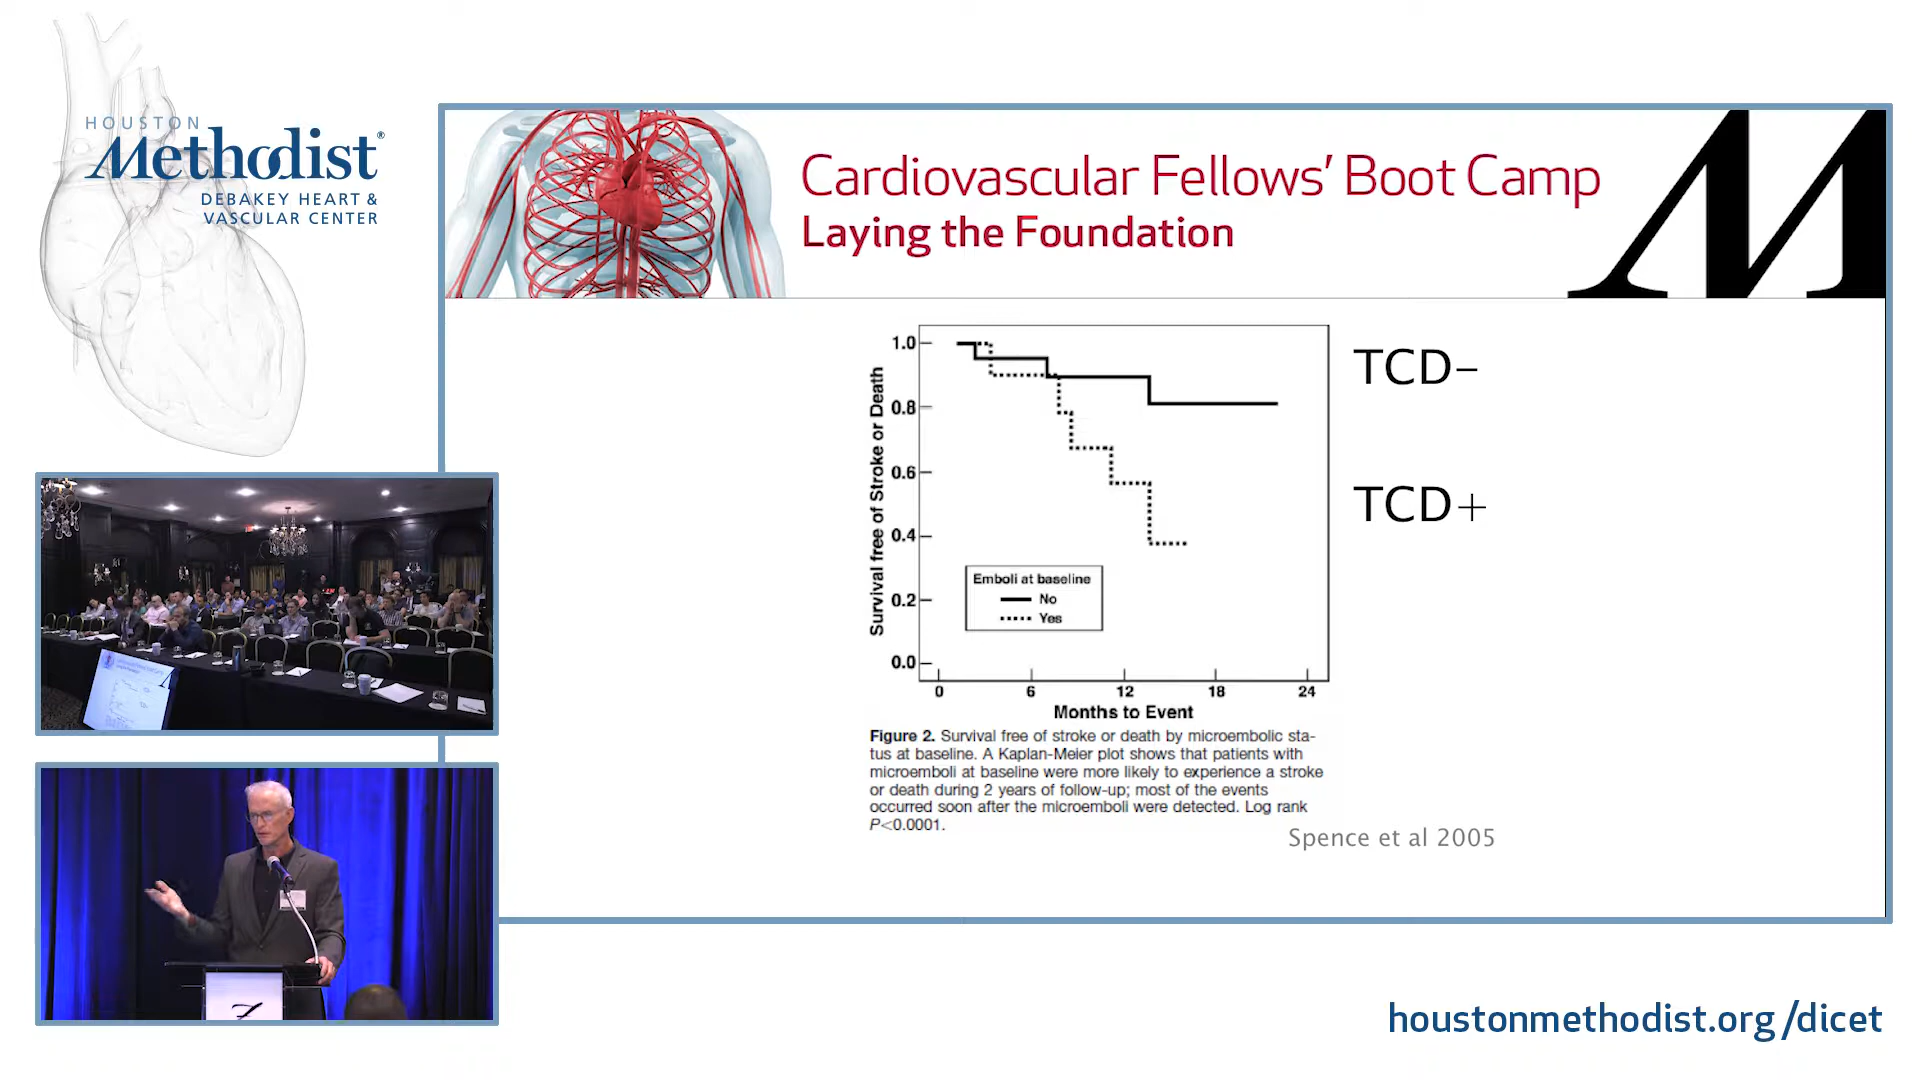 HOUSTON
Methodist®
DEBAKEY HEART &
VASCULAR CENTER
Cardiovascular Fellows' Boot Camp
Laying the Foundation
M
Survival free of Stroke or Death
1.0
0.8
0.6
0.4
0.2
0.0
Emboli at baseline
No
Yes
0 6 12 18 24
Months to Event
TCD–
TCD+
Figure 2. Survival free of stroke or death by microembolic sta-
tus at baseline. A Kaplan-Meier plot shows that patients with
microemboli at baseline were more likely to experience a stroke
or death during 2 years of follow-up; most of the events
occurred soon after the microemboli were detected. Log rank
P<0.0001.
Spence et al 2005
houstonmethodist.org/dicet